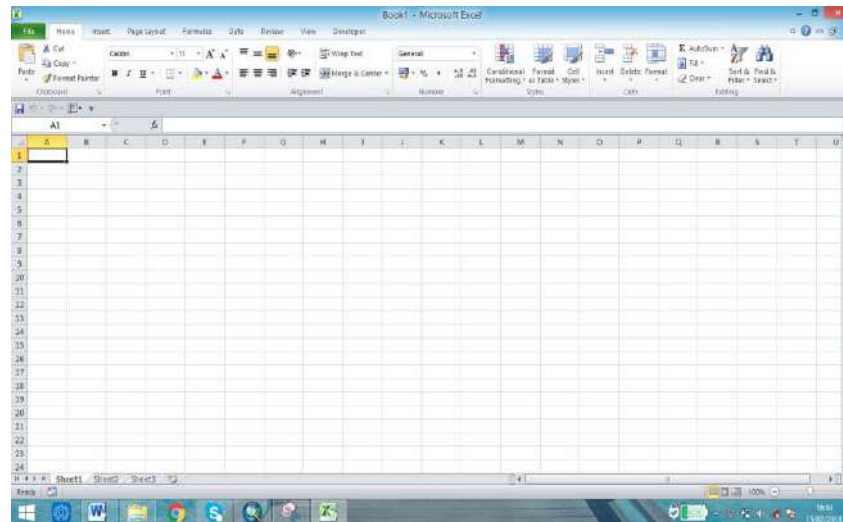 Book1 - Microsoft Excel
File Home Insert Page Layout Formulas Data Review View Developer
Cut Calibri 11 A A Wrap Text General Σ AutoSum
Copy Fill
Paste Format Painter B I U A Merge & Center % Conditional Formatting Format as Table Cell Styles Insert Delete Format Clear Sort & Filter Find & Select
Clipboard Font Alignment Number Styles Cells Editing
A1 fx
A B C D E F G H I J K L M N O P Q R S T U
1
2
3
4
5
6
7
8
9
10
11
12
13
14
15
16
17
18
19
20
21
22
23
24
Sheet1 Sheet2 Sheet3
Ready 100%